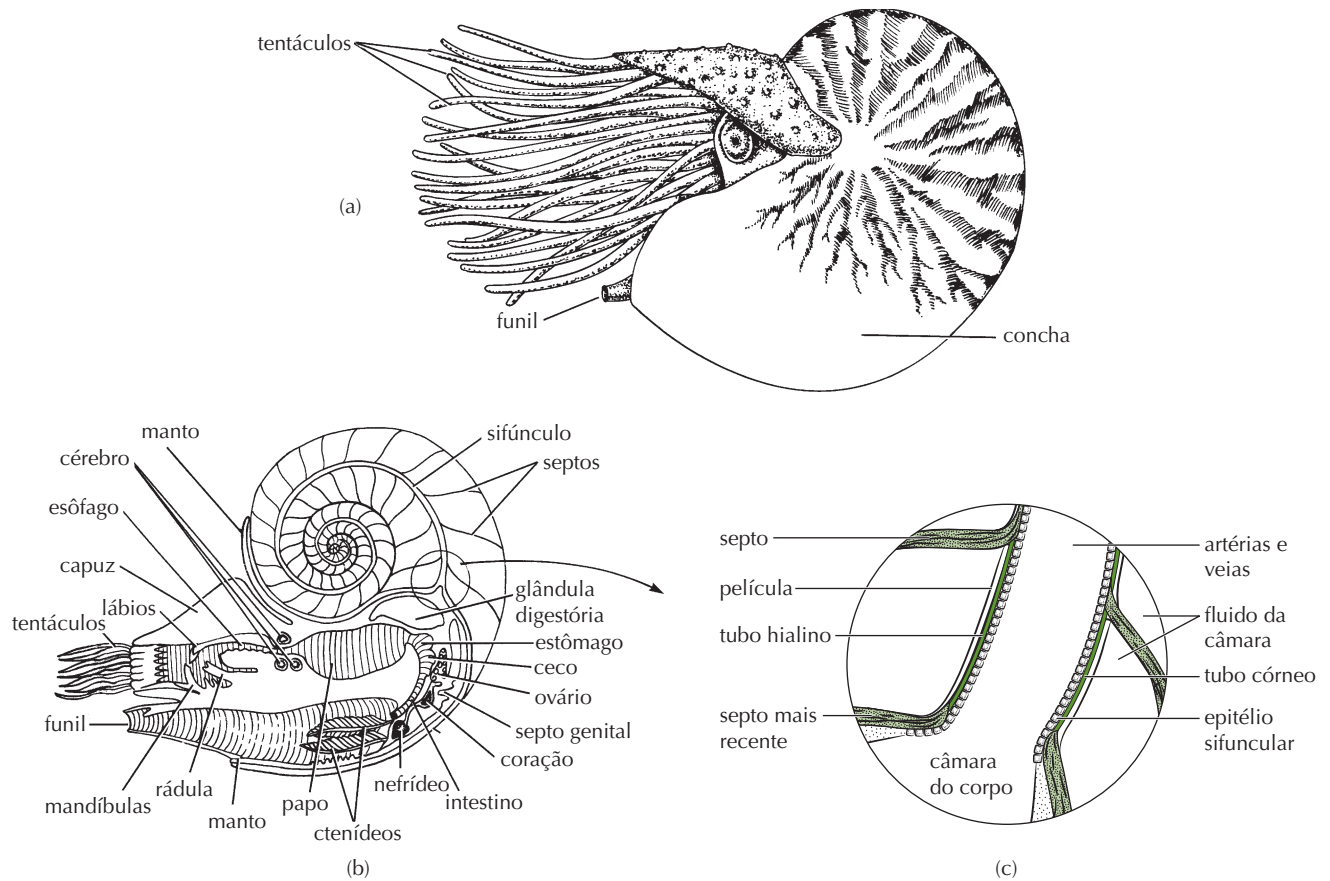 tentáculos
(a)
funil
concha
manto
cérebro
esôfago
capuz
lábios
tentáculos
funil
mandíbulas
rádula
manto
papo
ctenídeos
nefrídeo
intestino
coração
septo genital
ovário
ceco
estômago
glândula
digestória
septos
sifúnculo
(b)
septo
película
tubo hialino
septo mais
recente
câmara
do corpo
artérias e
veias
fluido da
câmara
tubo córneo
epitélio
sifuncular
(c)